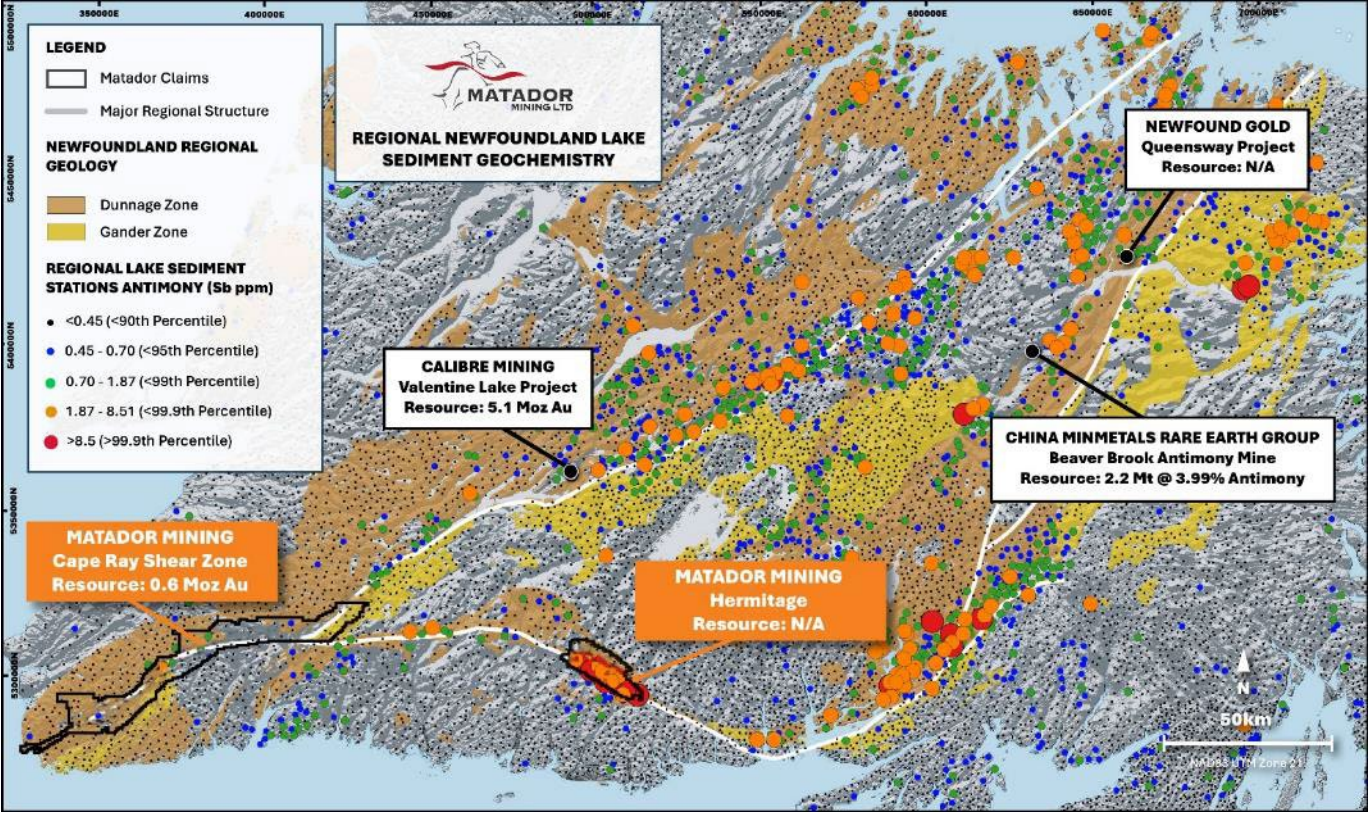 350000E
400000E
450000E
500000E
550000E
600000E
650000E
700000E
5500000N
5450000N
5400000N
5350000N
5300000N
LEGEND
Matador Claims
Major Regional Structure
NEWFOUNDLAND REGIONAL
GEOLOGY
Dunnage Zone
Gander Zone
REGIONAL LAKE SEDIMENT
STATIONS ANTIMONY (Sb ppm)
<0.45 (<90th Percentile)
0.45 - 0.70 (<95th Percentile)
0.70 - 1.87 (<99th Percentile)
1.87 - 8.51 (<99.9th Percentile)
>8.5 (>99.9th Percentile)
MATADOR
MINING LTD
REGIONAL NEWFOUNDLAND LAKE
SEDIMENT GEOCHEMISTRY
NEWFOUND GOLD
Queensway Project
Resource: N/A
CALIBRE MINING
Valentine Lake Project
Resource: 5.1 Moz Au
CHINA MINMETALS RARE EARTH GROUP
Beaver Brook Antimony Mine
Resource: 2.2 Mt @ 3.99% Antimony
MATADOR MINING
Cape Ray Shear Zone
Resource: 0.6 Moz Au
MATADOR MINING
Hermitage
Resource: N/A
N
50km
NAD83 UTM Zone 21